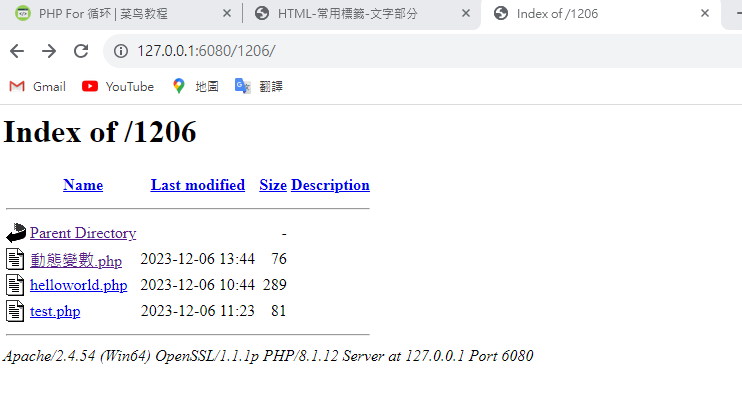 PHP For 循环 | 菜鸟教程
HTML-常用標籤-文字部分
Index of /1206
127.0.0.1:6080/1206/
Gmail YouTube 地圖 翻譯
Index of /1206
Name Last modified Size Description
Parent Directory -
動態變數.php 2023-12-06 13:44 76
helloworld.php 2023-12-06 10:44 289
test.php 2023-12-06 11:23 81
Apache/2.4.54 (Win64) OpenSSL/1.1.1p PHP/8.1.12 Server at 127.0.0.1 Port 6080